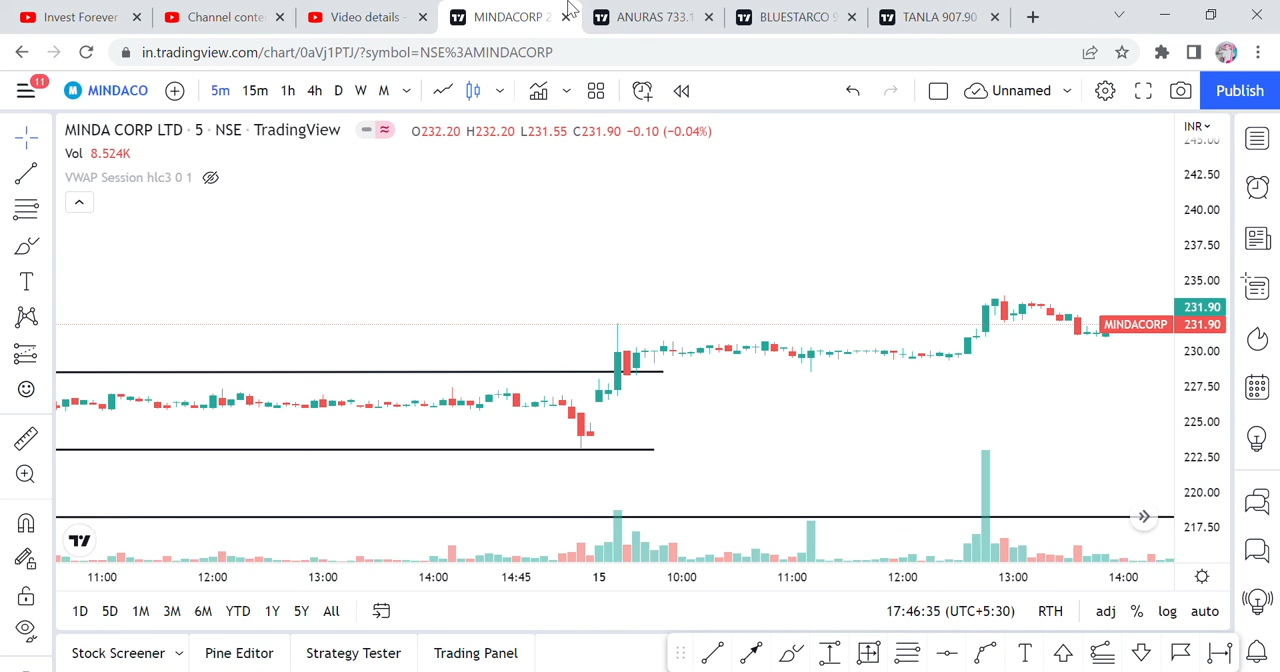 Invest Forever
Channel conte
Video details -
MINDACORP 2
ANURAS 733.1
BLUESTARCO 9
TANLA 907.90
in.tradingview.com/chart/0aVj1PTJ/?symbol=NSE%3AMINDACORP
11
MINDACO
5m 15m 1h 4h D W M
Unnamed
Publish
MINDA CORP LTD · 5 · NSE · TradingView
O232.20 H232.20 L231.55 C231.90 −0.10 (−0.04%)
Vol 8.524K
VWAP Session hlc3 0 1
INR
245.00
242.50
240.00
237.50
235.00
231.90
MINDACORP 231.90
230.00
227.50
225.00
222.50
220.00
217.50
11:00 12:00 13:00 14:00 14:45 15 10:00 11:00 12:00 13:00 14:00
1D 5D 1M 3M 6M YTD 1Y 5Y All
17:46:35 (UTC+5:30) RTH adj % log auto
Stock Screener Pine Editor Strategy Tester Trading Panel